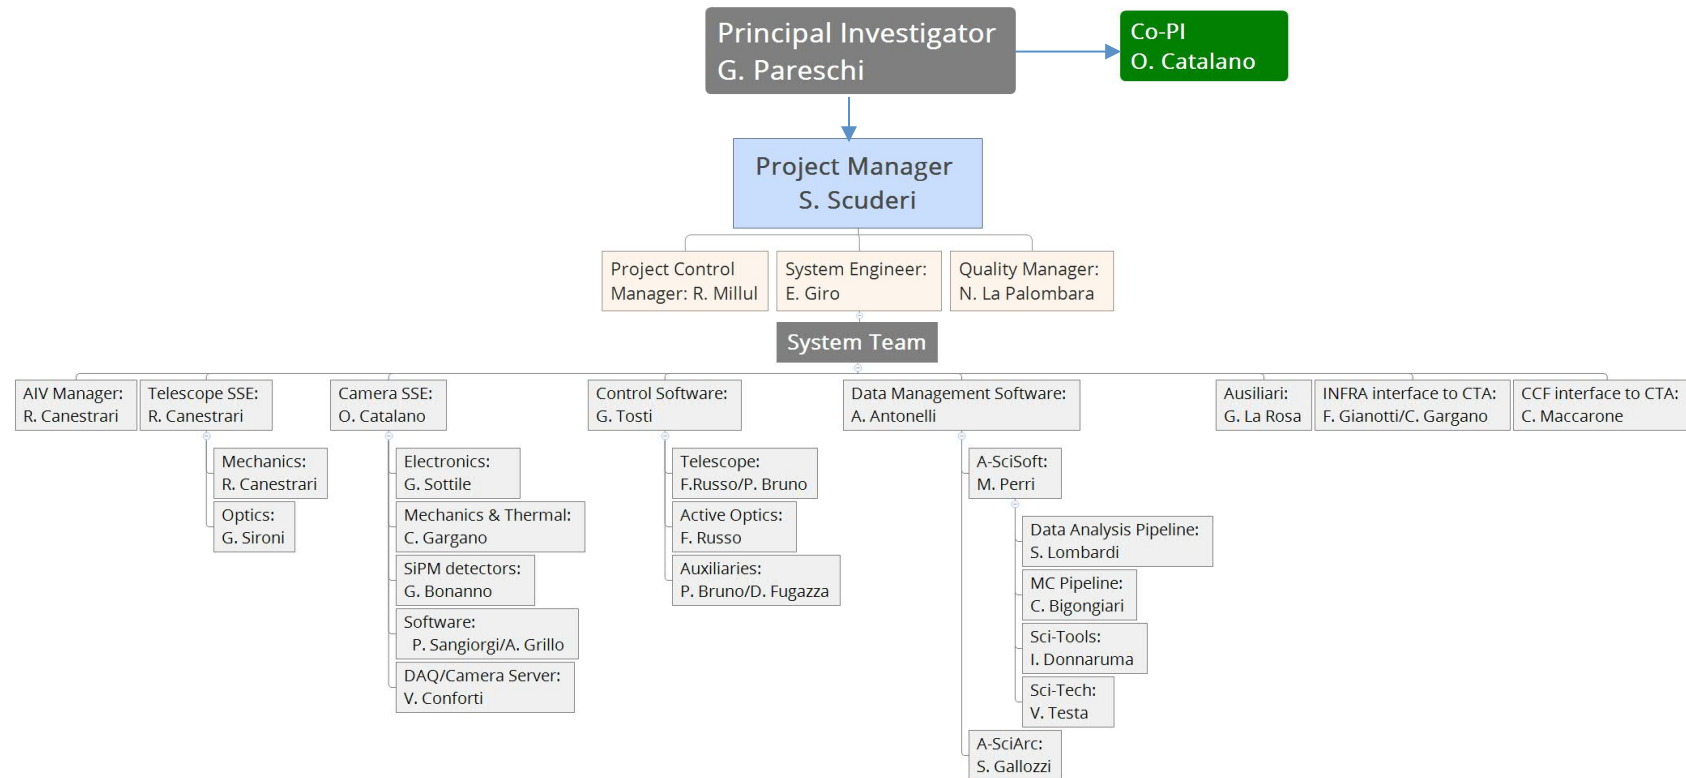 Principal Investigator
G. Pareschi
Co-PI
O. Catalano
Project Manager
S. Scuderi
Project Control
Manager: R. Millul
System Engineer:
E. Giro
Quality Manager:
N. La Palombara
System Team
AIV Manager:
R. Canestrari
Telescope SSE:
R. Canestrari
Mechanics:
R. Canestrari
Optics:
G. Sironi
Camera SSE:
O. Catalano
Electronics:
G. Sottile
Mechanics & Thermal:
C. Gargano
SiPM detectors:
G. Bonanno
Software:
P. Sangiorgi/A. Grillo
DAQ/Camera Server:
V. Conforti
Control Software:
G. Tosti
Telescope:
F.Russo/P. Bruno
Active Optics:
F. Russo
Auxiliaries:
P. Bruno/D. Fugazza
Data Management Software:
A. Antonelli
A-SciSoft:
M. Perri
Data Analysis Pipeline:
S. Lombardi
MC Pipeline:
C. Bigongiari
Sci-Tools:
I. Donnaruma
Sci-Tech:
V. Testa
A-SciArc:
S. Gallozzi
Ausiliari:
G. La Rosa
INFRA interface to CTA:
F. Gianotti/C. Gargano
CCF interface to CTA:
C. Maccarone